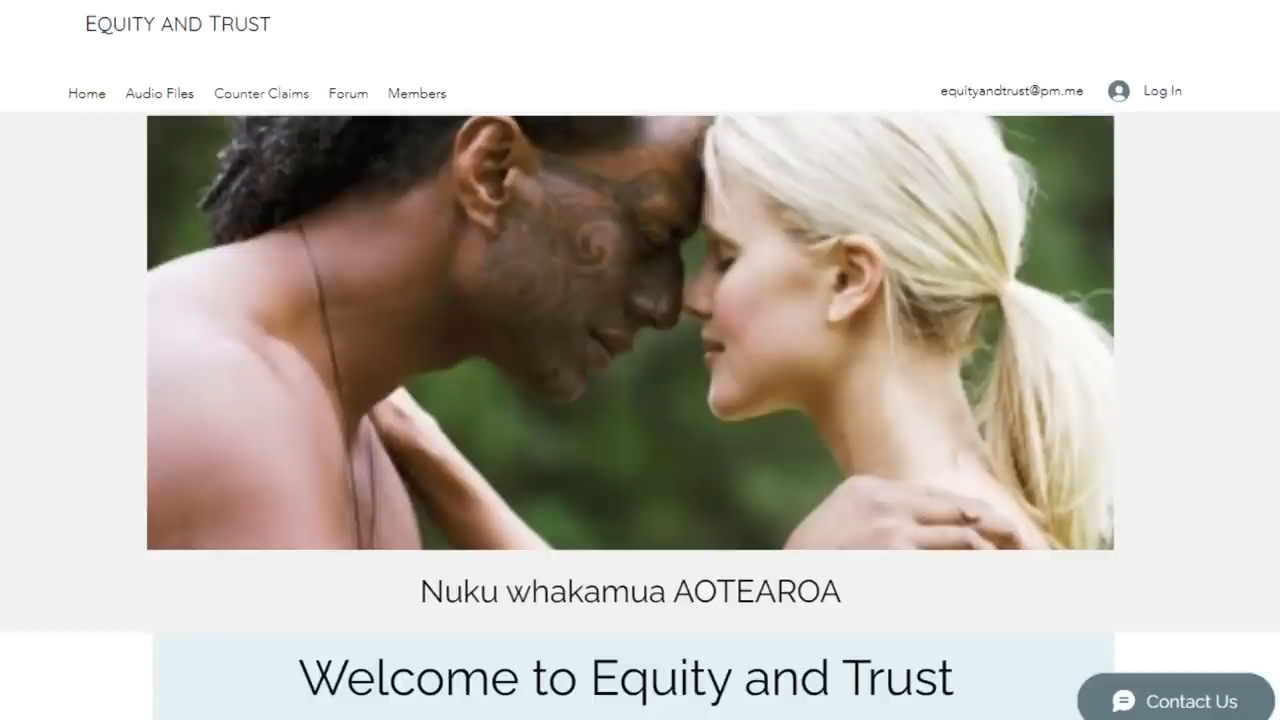 EQUITY AND TRUST
Home Audio Files Counter Claims Forum Members equityandtrust@pm.me Log In
Nuku whakamua AOTEAROA
Welcome to Equity and Trust
Contact Us